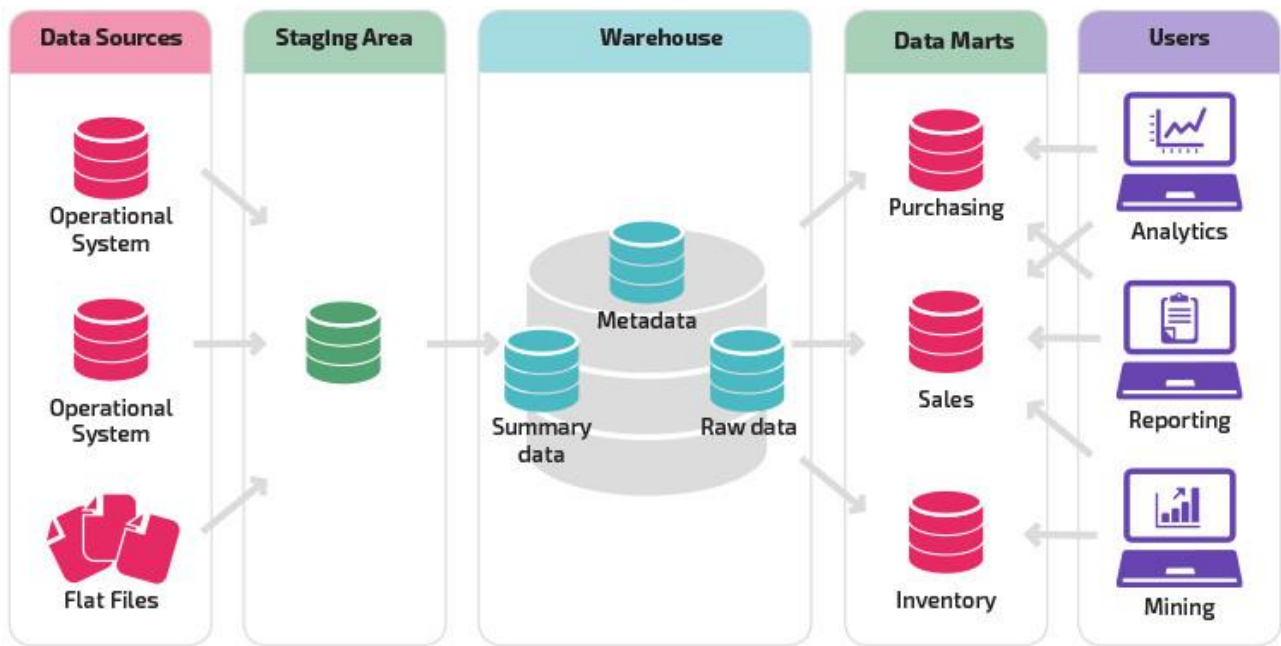 Data Sources
Staging Area
Warehouse
Data Marts
Users
Operational
System
Operational
System
Flat Files
Metadata
Summary
data
Raw data
Purchasing
Sales
Inventory
Analytics
Reporting
Mining